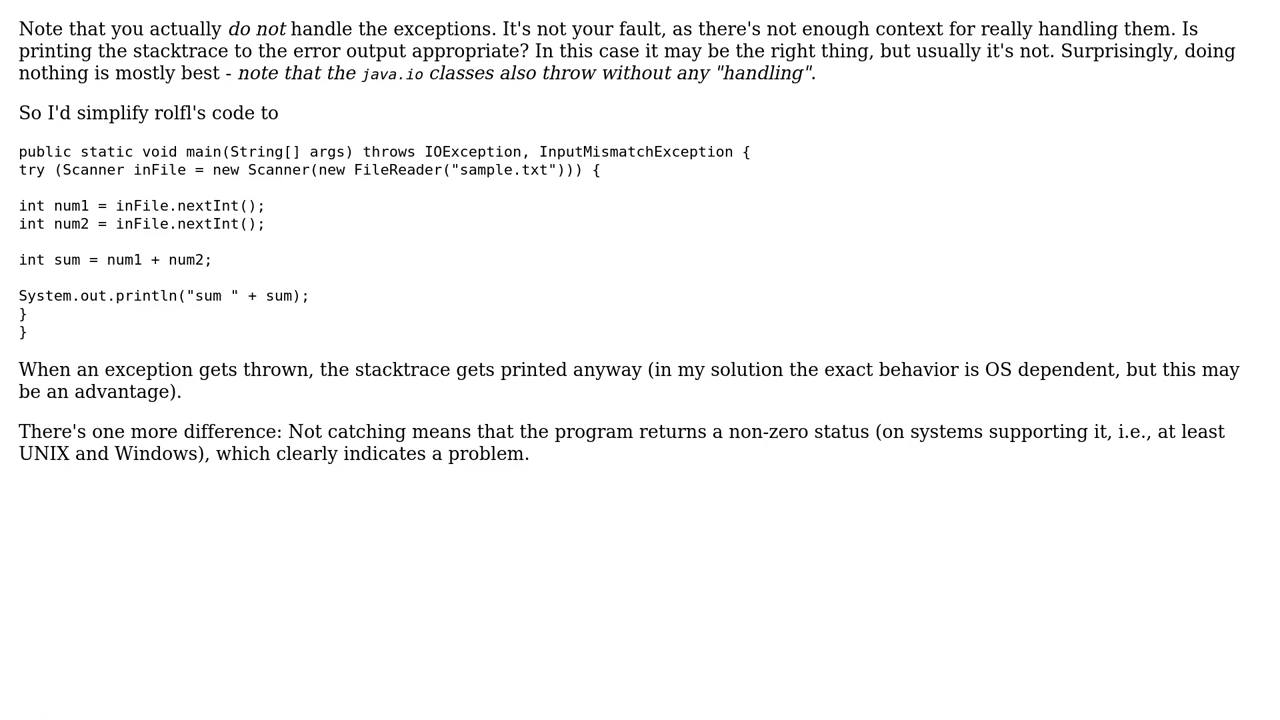 Note that you actually do not handle the exceptions. It's not your fault, as there's not enough context for really handling them. Is
printing the stacktrace to the error output appropriate? In this case it may be the right thing, but usually it's not. Surprisingly, doing
nothing is mostly best - note that the java.io classes also throw without any "handling".
So I'd simplify rolfl's code to
public static void main(String[] args) throws IOException, InputMismatchException {
try (Scanner inFile = new Scanner(new FileReader("sample.txt"))) {
int num1 = inFile.nextInt();
int num2 = inFile.nextInt();
int sum = num1 + num2;
System.out.println("sum " + sum);
}
}
When an exception gets thrown, the stacktrace gets printed anyway (in my solution the exact behavior is OS dependent, but this may
be an advantage).
There's one more difference: Not catching means that the program returns a non-zero status (on systems supporting it, i.e., at least
UNIX and Windows), which clearly indicates a problem.